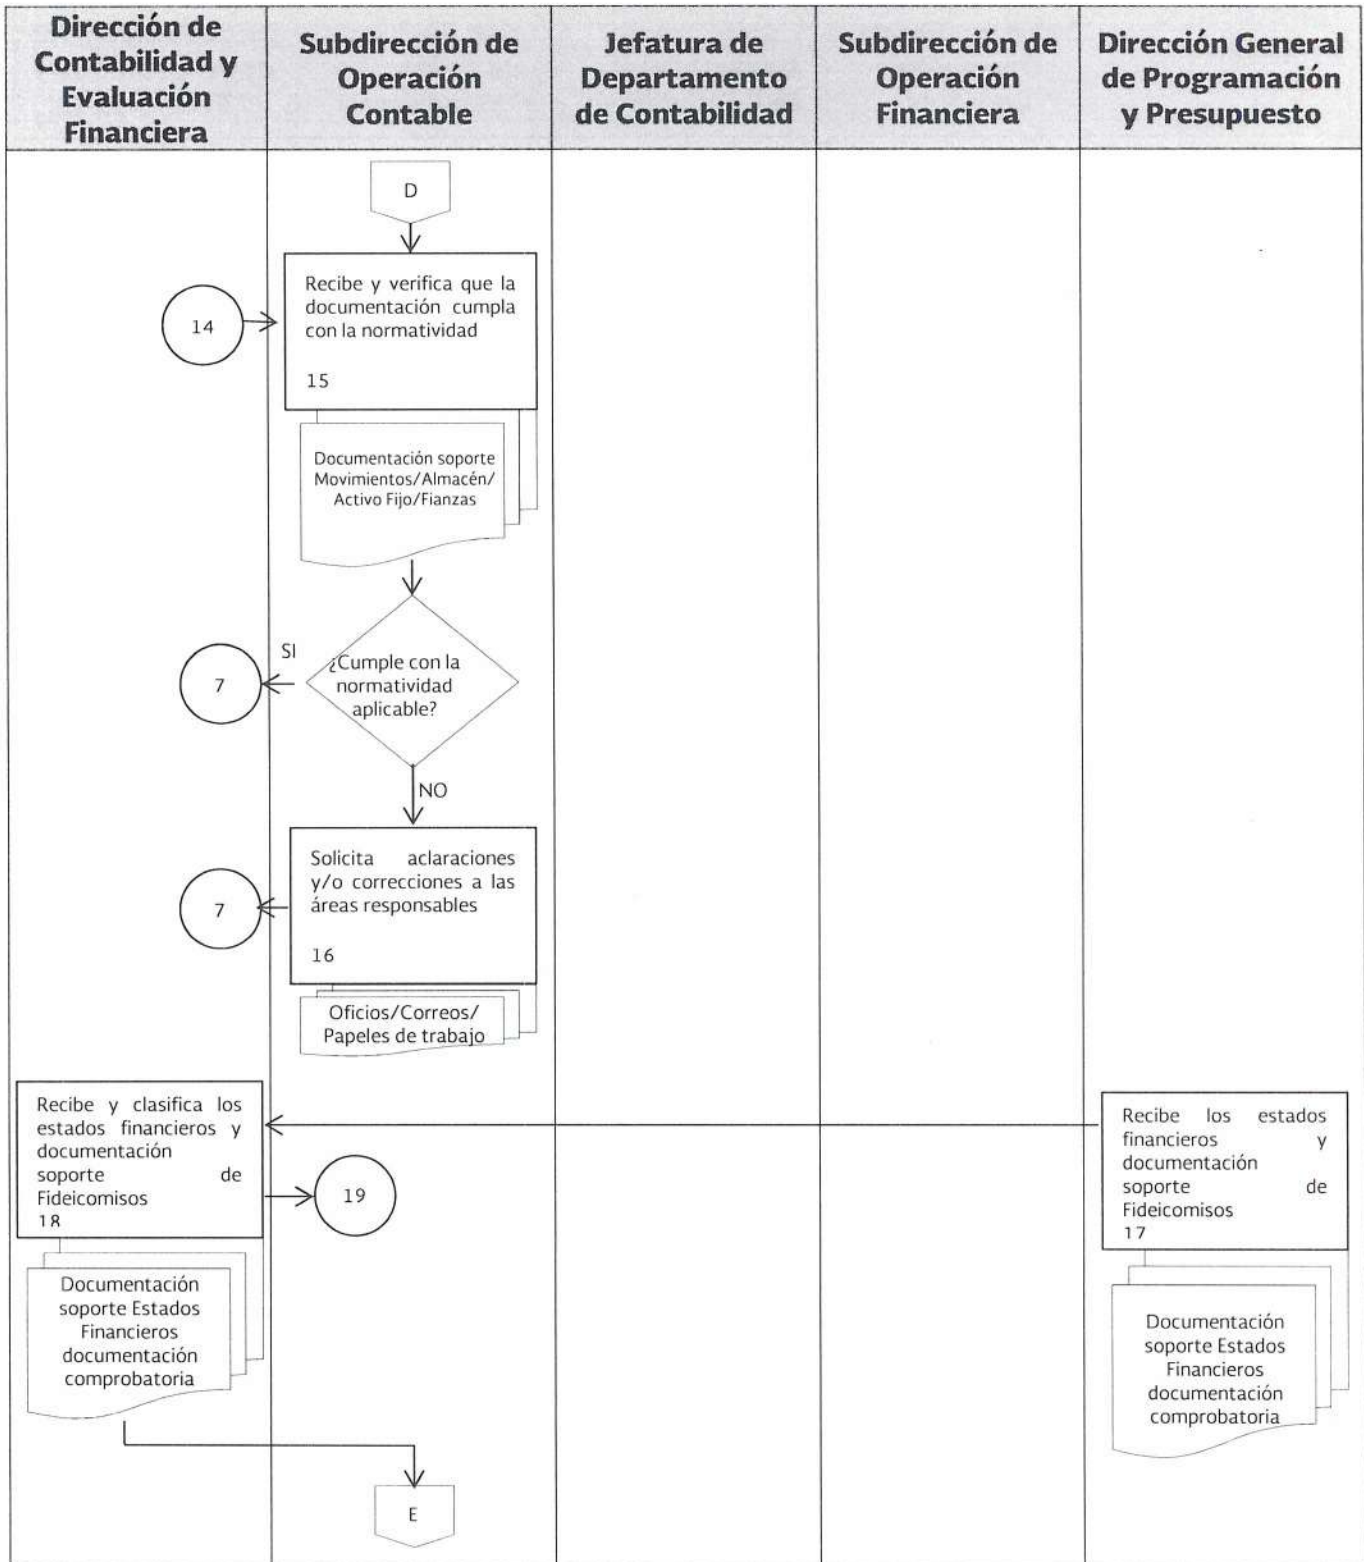 Dirección de
Contabilidad y
Evaluación
Financiera
Subdirección de
Operación
Contable
Jefatura de
Departamento
de Contabilidad
Subdirección de
Operación
Financiera
Dirección General
de Programación
y Presupuesto
D
14
Recibe y verifica que la
documentación cumpla
con la normatividad
15
Documentación soporte
Movimientos/Almacén/
Activo Fijo/Fianzas
SI
7
¿Cumple con la
normatividad
aplicable?
NO
7
Solicita aclaraciones
y/o correcciones a las
áreas responsables
16
Oficios/Correos/
Papeles de trabajo
Recibe y clasifica los
estados financieros y
documentación
soporte de
Fideicomisos
18
19
Documentación
soporte Estados
Financieros
documentación
comprobatoria
Recibe los estados
financieros y
documentación
soporte de
Fideicomisos
17
Documentación
soporte Estados
Financieros
documentación
comprobatoria
E